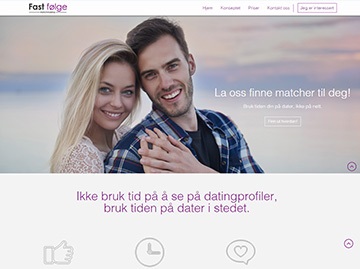 Fast følge
Hjem Konseptet Priser Kontakt oss Jeg er interessert
La oss finne matcher til deg!
Bruk tiden din på dater, ikke på nett.
Ikke bruk tid på å se på datingprofiler,
bruk tiden på dater i stedet.